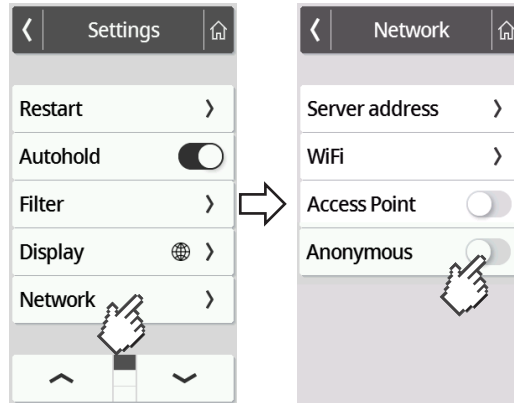 Settings
Restart
Autohold
Filter
Display
Network
Network
Server address
WiFi
Access Point
Anonymous